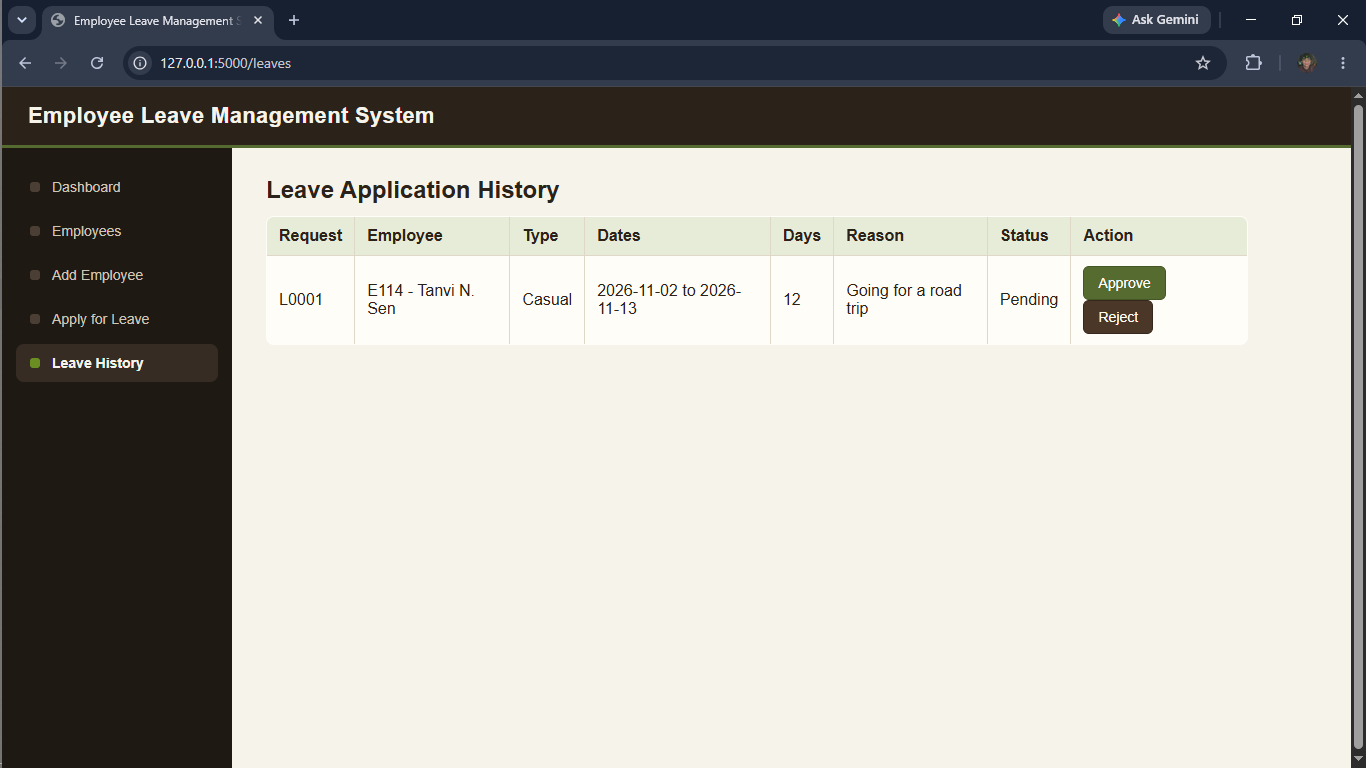 Employee Leave Management S
Ask Gemini
127.0.0.1:5000/leaves
Employee Leave Management System
Dashboard
Employees
Add Employee
Apply for Leave
Leave History
Leave Application History
Request Employee Type Dates Days Reason Status Action
L0001 E114 - Tanvi N. Casual 2026-11-02 to 2026- 12 Going for a road Pending Approve
Sen 11-13 trip Reject